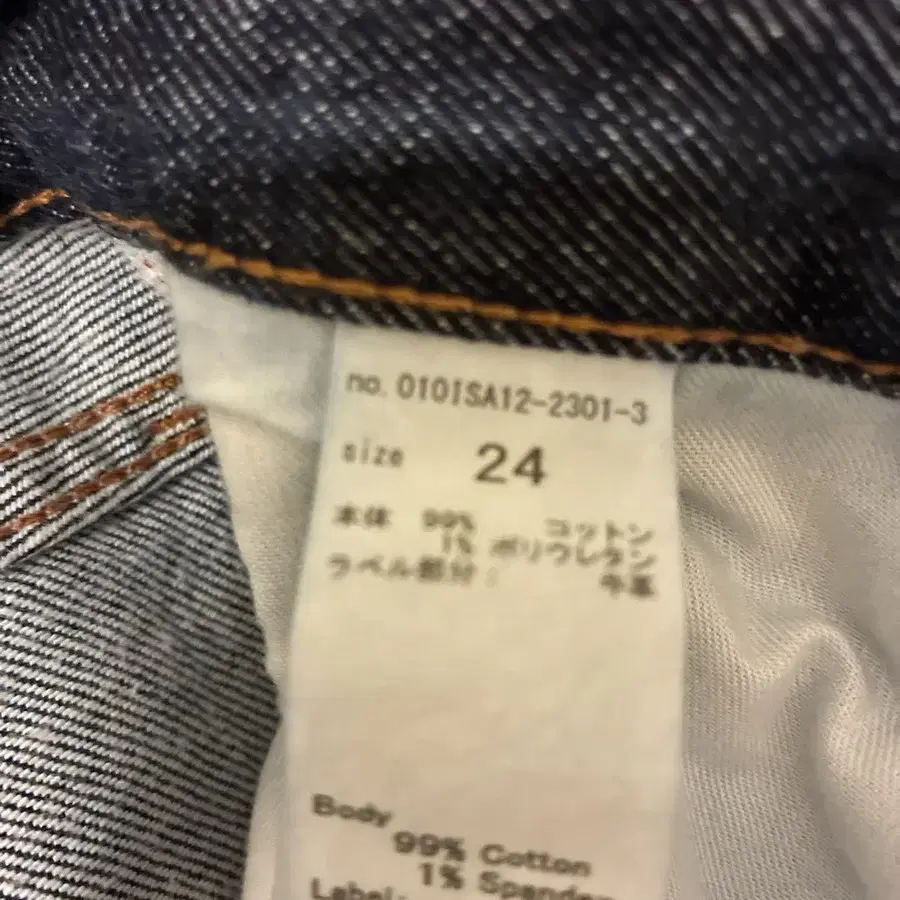 no. 0101SA12-2301-3
size 24
本体 99% コットン
1% ポリウレタン
ラベル部分: 牛革
Body
99% Cotton
1%
Label: